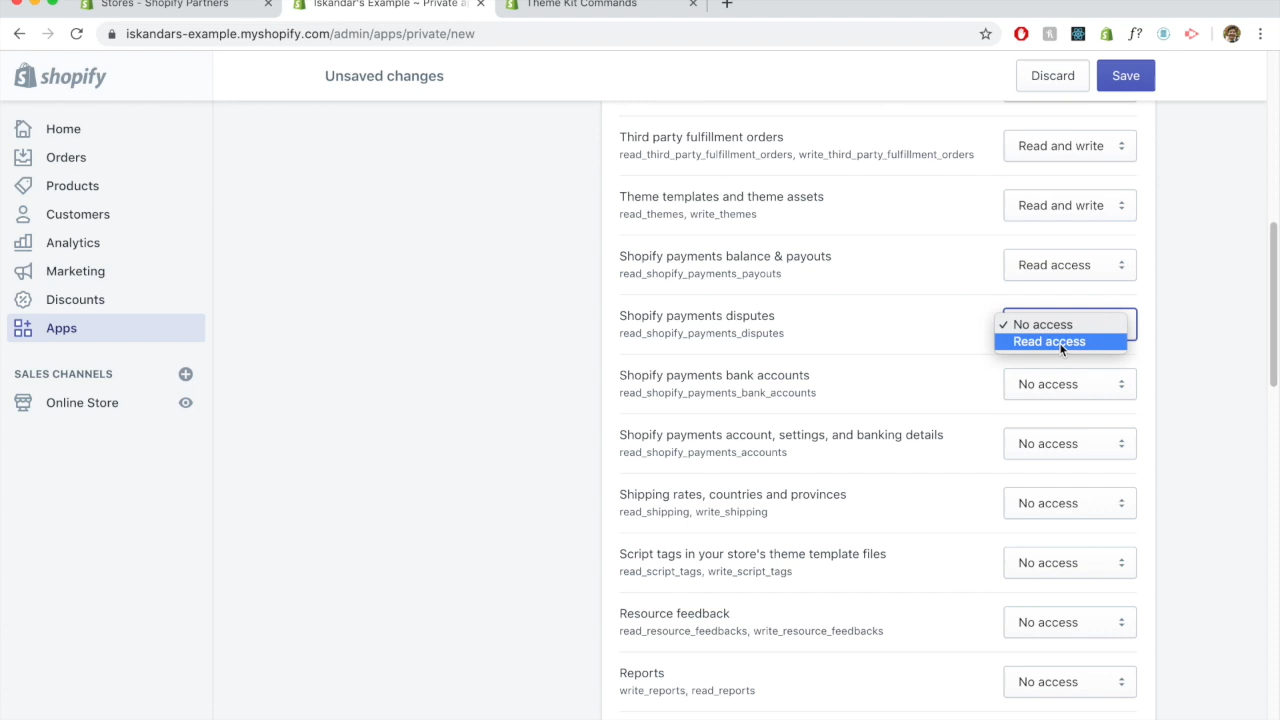 Stores - Shopify Partners
Iskandar's Example ~ Private a
Theme Kit Commands
iskandars-example.myshopify.com/admin/apps/private/new
shopify
Unsaved changes
Discard
Save
Home
Orders
Products
Customers
Analytics
Marketing
Discounts
Apps
SALES CHANNELS
Online Store
Third party fulfillment orders
read_third_party_fulfillment_orders, write_third_party_fulfillment_orders
Read and write
Theme templates and theme assets
read_themes, write_themes
Read and write
Shopify payments balance & payouts
read_shopify_payments_payouts
Read access
Shopify payments disputes
read_shopify_payments_disputes
✓ No access
Read access
Shopify payments bank accounts
read_shopify_payments_bank_accounts
No access
Shopify payments account, settings, and banking details
read_shopify_payments_accounts
No access
Shipping rates, countries and provinces
read_shipping, write_shipping
No access
Script tags in your store's theme template files
read_script_tags, write_script_tags
No access
Resource feedback
read_resource_feedbacks, write_resource_feedbacks
No access
Reports
write_reports, read_reports
No access